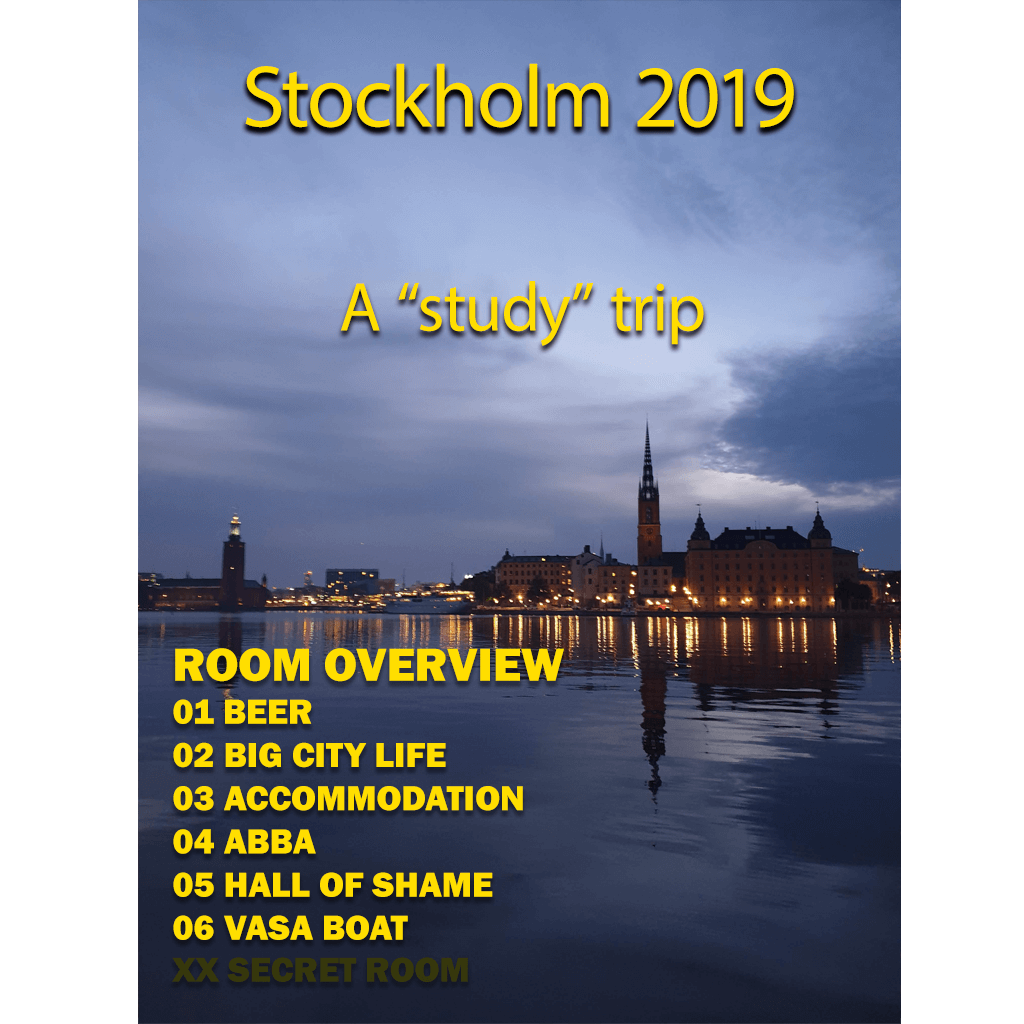 Stockholm 2019
A “study” trip
ROOM OVERVIEW
01 BEER
02 BIG CITY LIFE
03 ACCOMMODATION
04 ABBA
05 HALL OF SHAME
06 VASA BOAT
XX SECRET ROOM